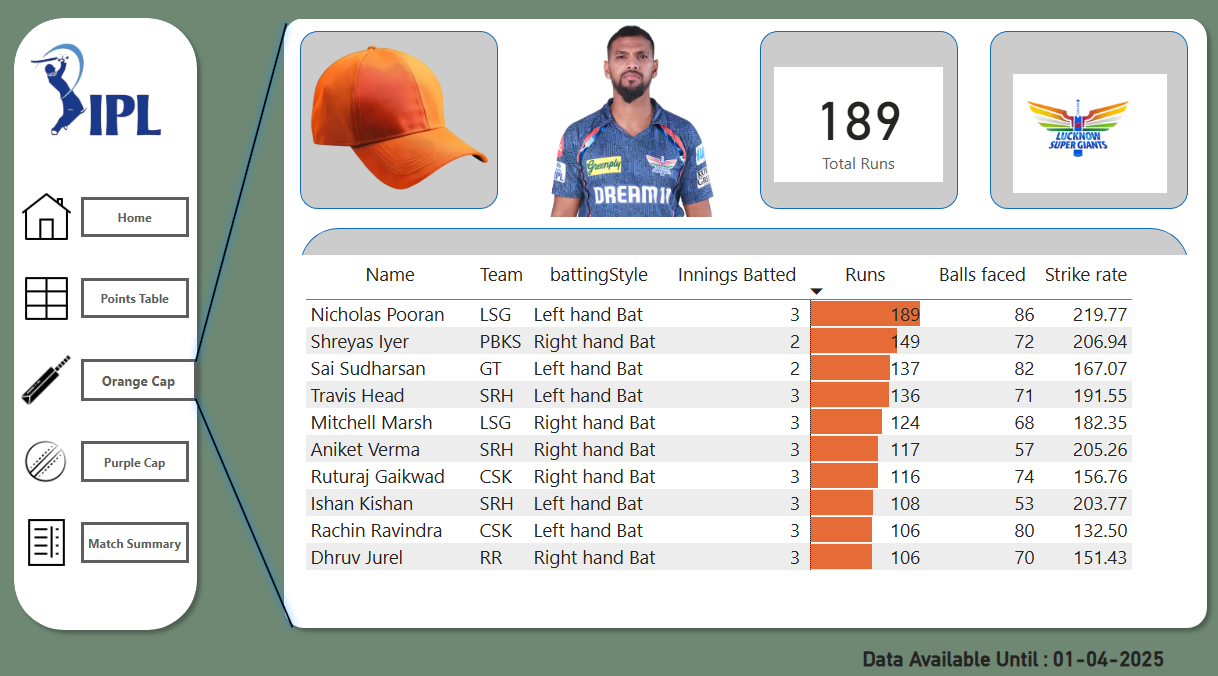 IPL
Home
Points Table
Orange Cap
Purple Cap
Match Summary
Greenply
DREAM11
189
Total Runs
LUCKNOW
SUPER GIANTS
Name Team battingStyle Innings Batted Runs Balls faced Strike rate
Nicholas Pooran LSG Left hand Bat 3 189 86 219.77
Shreyas Iyer PBKS Right hand Bat 2 149 72 206.94
Sai Sudharsan GT Left hand Bat 2 137 82 167.07
Travis Head SRH Left hand Bat 3 136 71 191.55
Mitchell Marsh LSG Right hand Bat 3 124 68 182.35
Aniket Verma SRH Right hand Bat 3 117 57 205.26
Ruturaj Gaikwad CSK Right hand Bat 3 116 74 156.76
Ishan Kishan SRH Left hand Bat 3 108 53 203.77
Rachin Ravindra CSK Left hand Bat 3 106 80 132.50
Dhruv Jurel RR Right hand Bat 3 106 70 151.43
Data Available Until : 01-04-2025